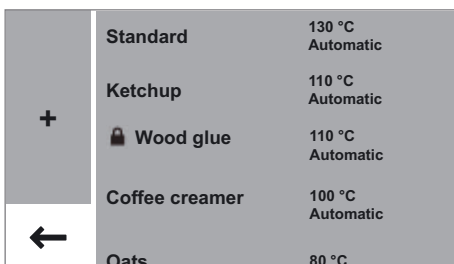 Standard 130 °C
Automatic
Ketchup 110 °C
Automatic
+
Wood glue 110 °C
Automatic
Coffee creamer 100 °C
Automatic
Oats 80 °C